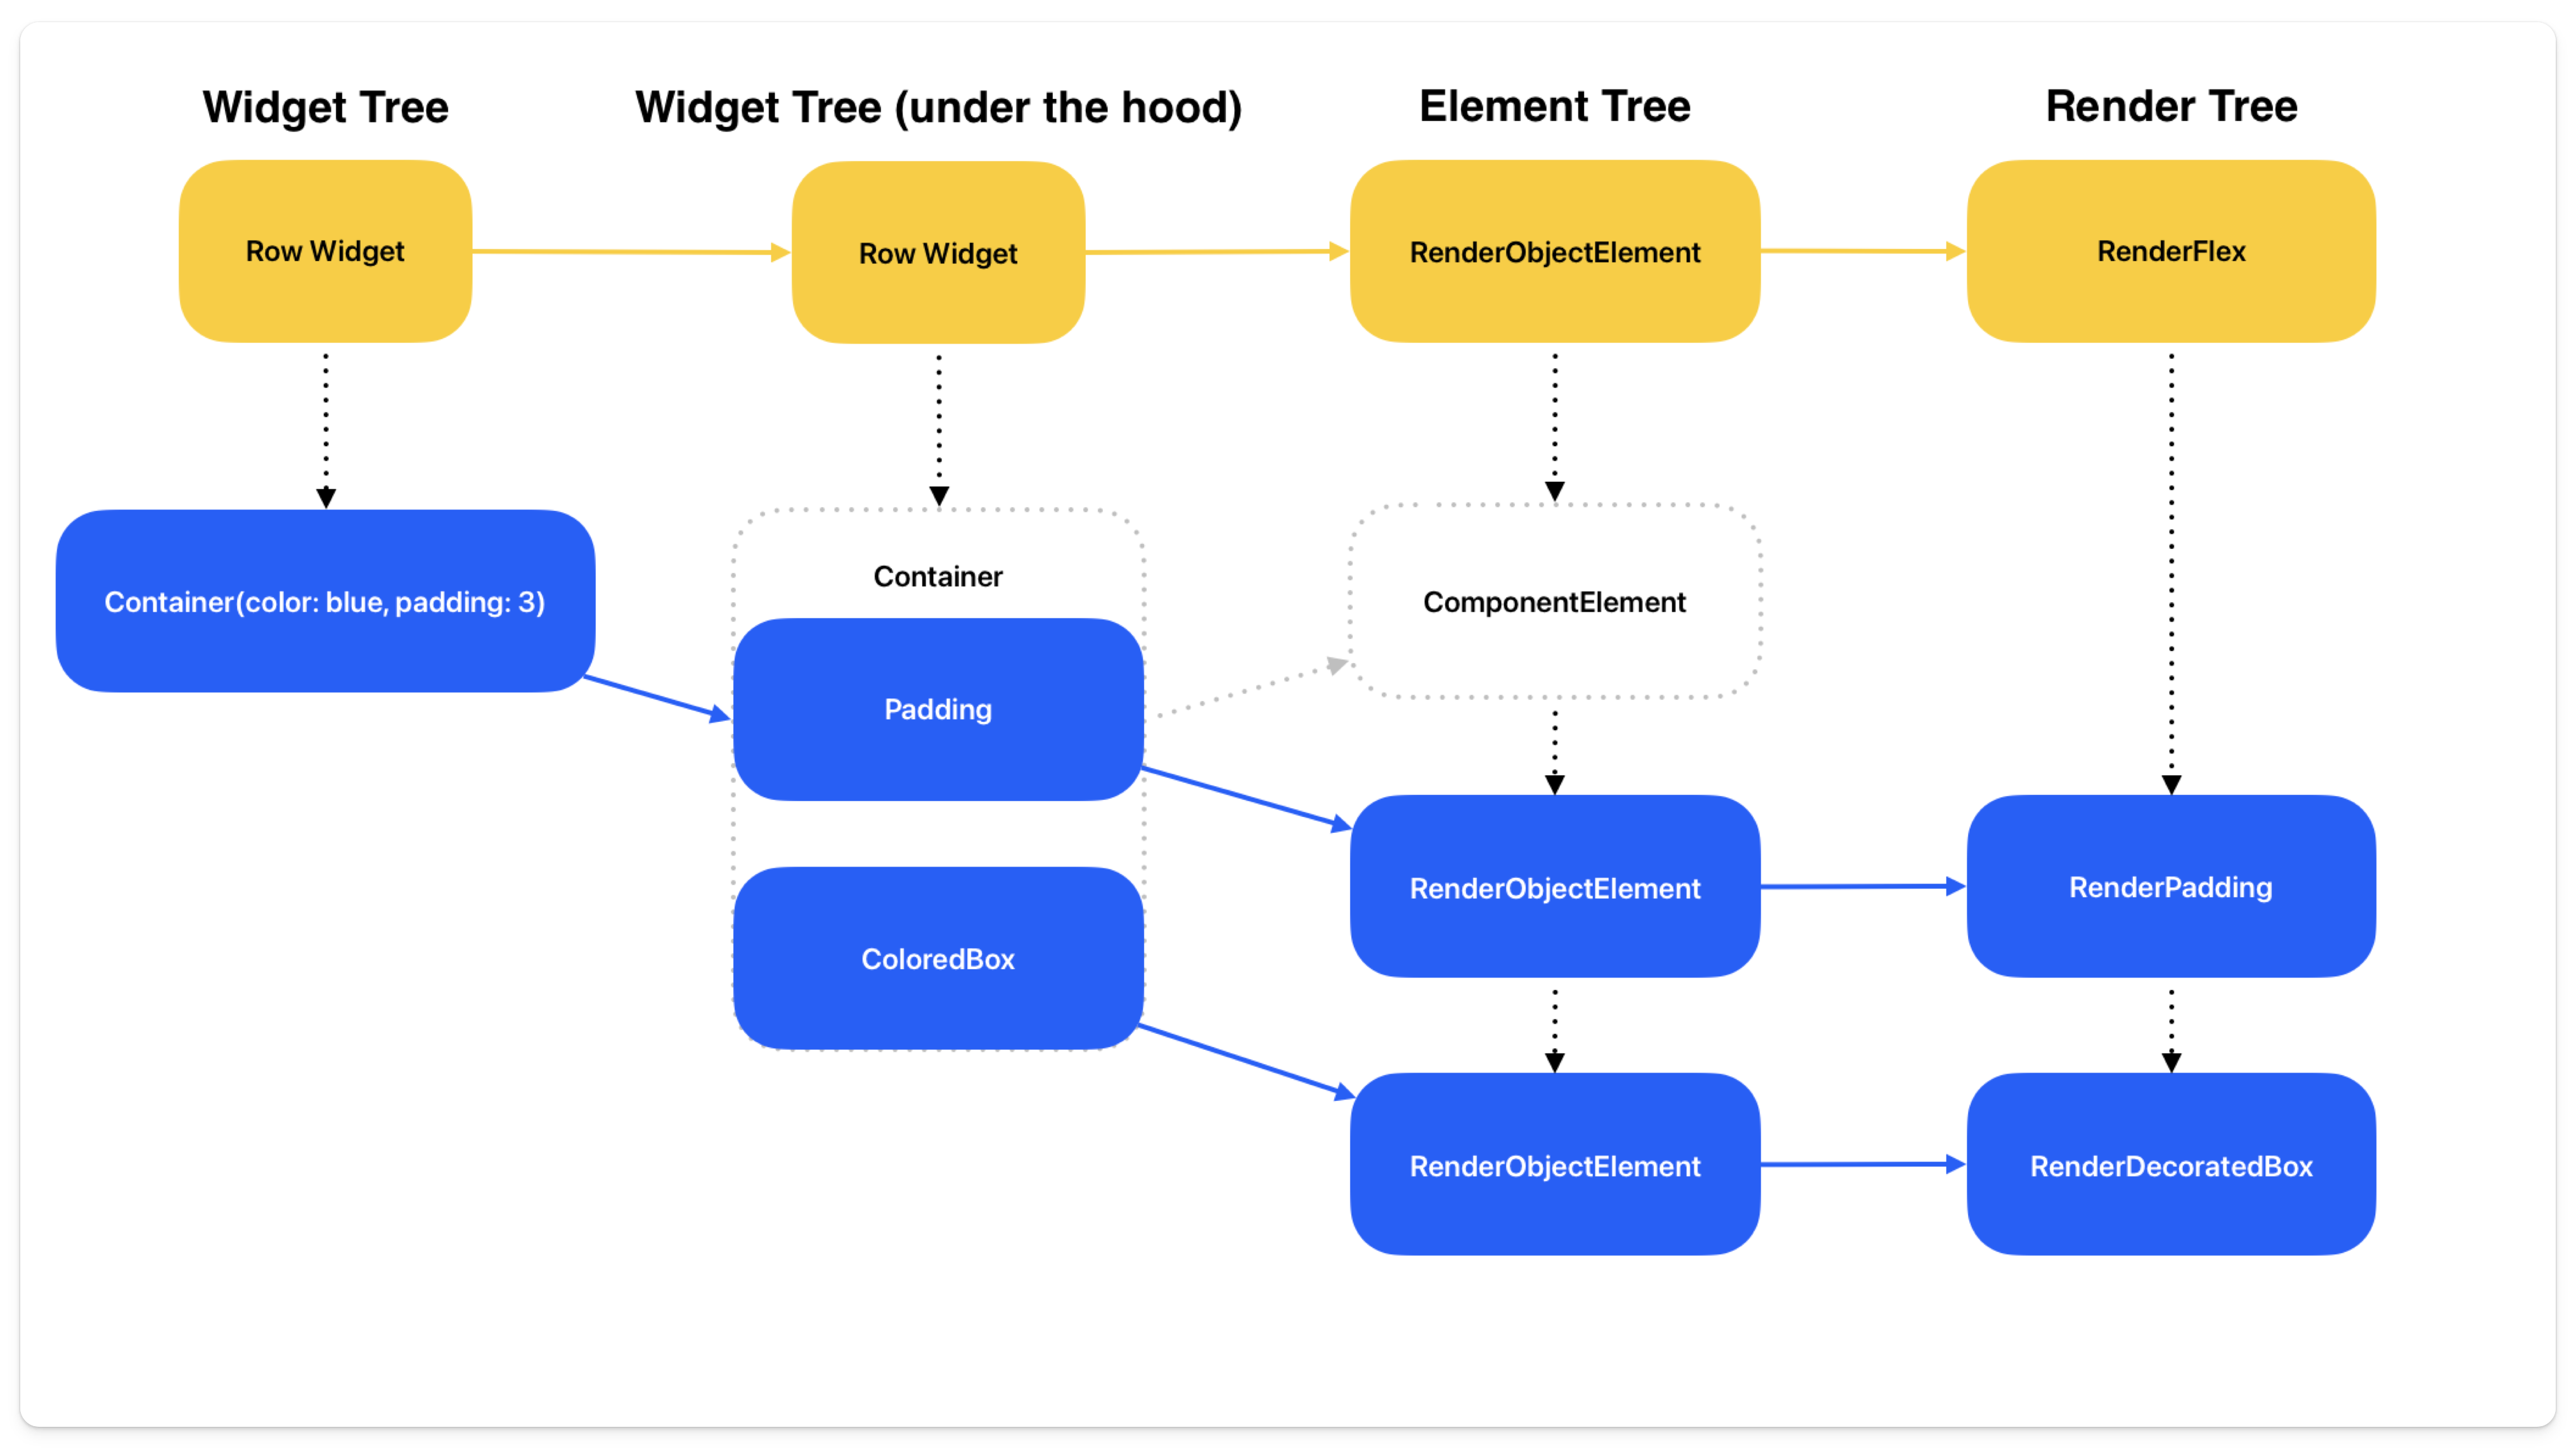 Widget Tree
Widget Tree (under the hood)
Element Tree
Render Tree
Row Widget
Row Widget
RenderObjectElement
RenderFlex
Container(color: blue, padding: 3)
Container
ComponentElement
Padding
RenderObjectElement
RenderPadding
ColoredBox
RenderObjectElement
RenderDecoratedBox